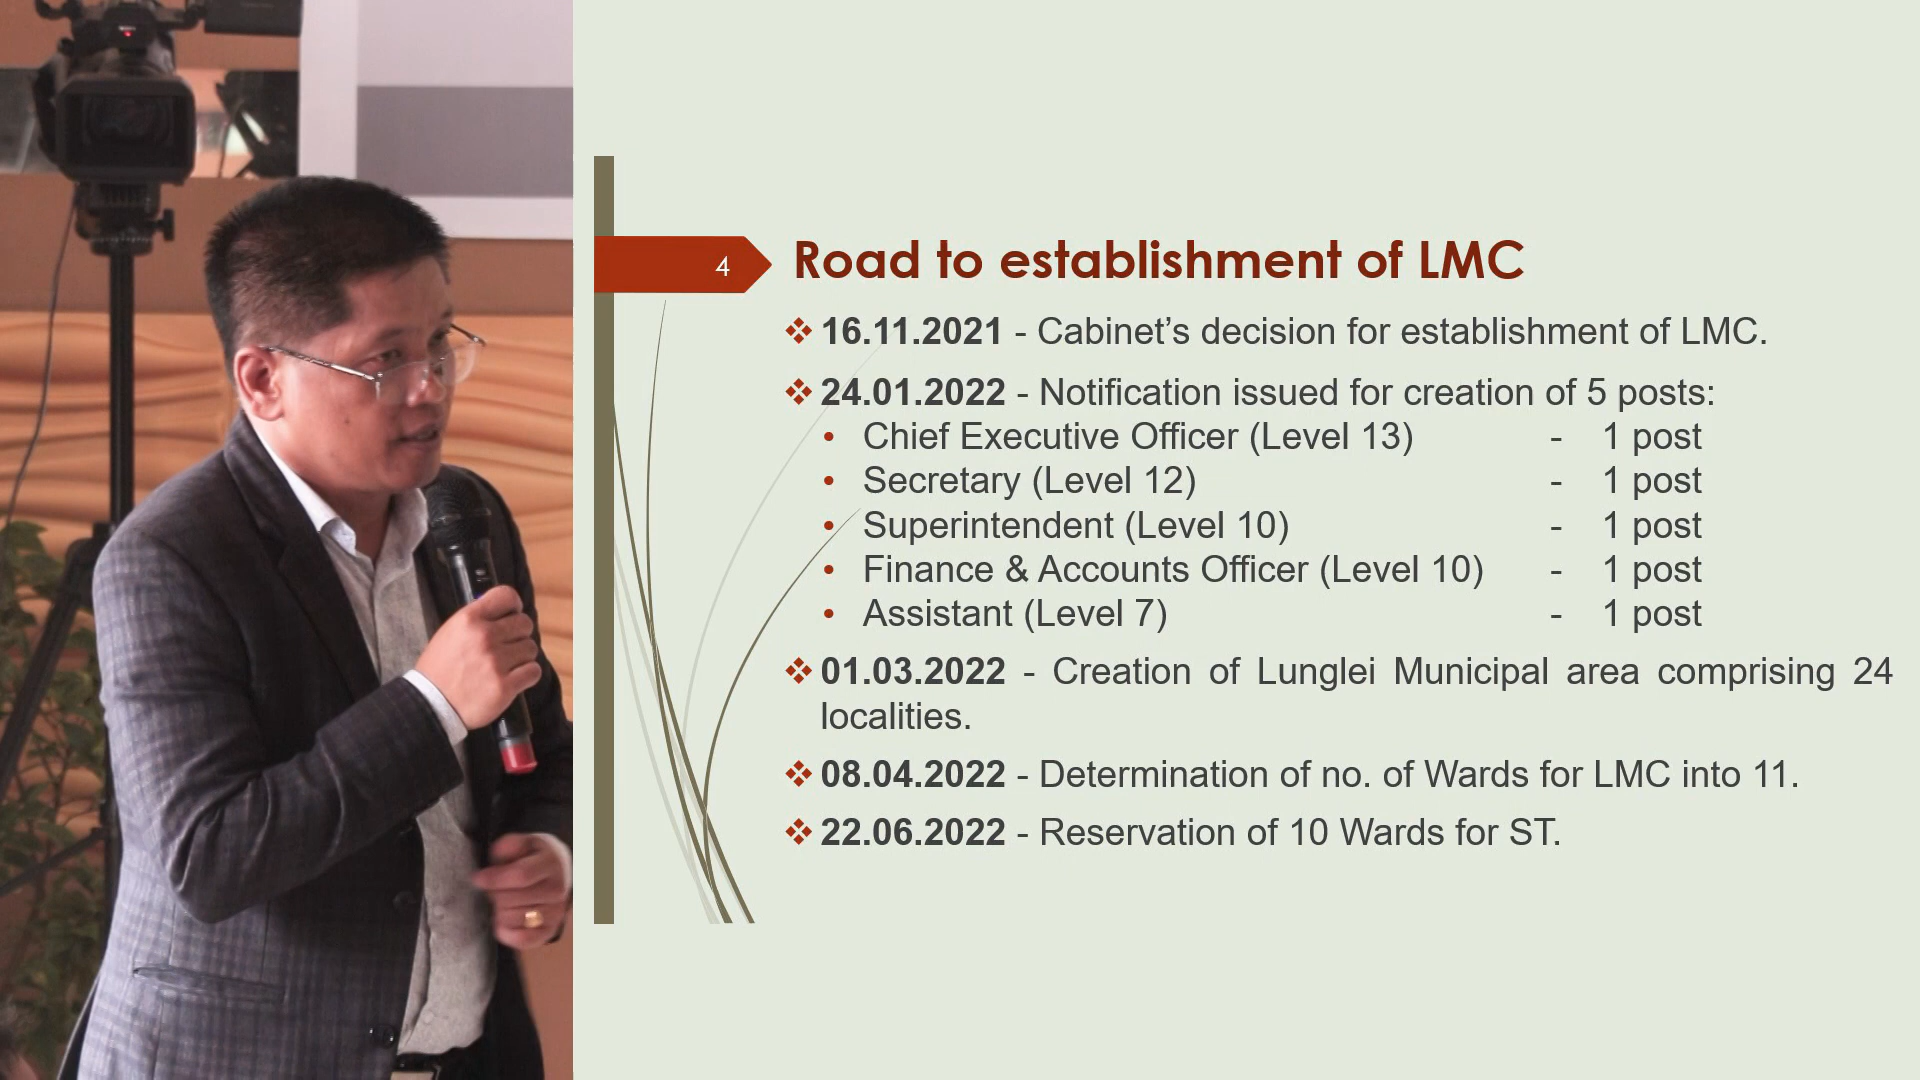 4
Road to establishment of LMC
❖ 16.11.2021 - Cabinet’s decision for establishment of LMC.
❖ 24.01.2022 - Notification issued for creation of 5 posts:
• Chief Executive Officer (Level 13) - 1 post
• Secretary (Level 12) - 1 post
• Superintendent (Level 10) - 1 post
• Finance & Accounts Officer (Level 10) - 1 post
• Assistant (Level 7) - 1 post
❖ 01.03.2022 - Creation of Lunglei Municipal area comprising 24
localities.
❖ 08.04.2022 - Determination of no. of Wards for LMC into 11.
❖ 22.06.2022 - Reservation of 10 Wards for ST.